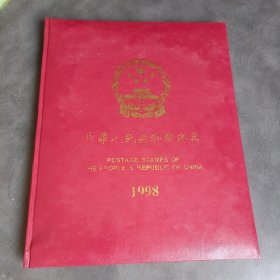 中华人民共和国邮票
POSTAGE STAMPS OF
THE PEOPLE'S REPUBLIC OF CHINA
1998